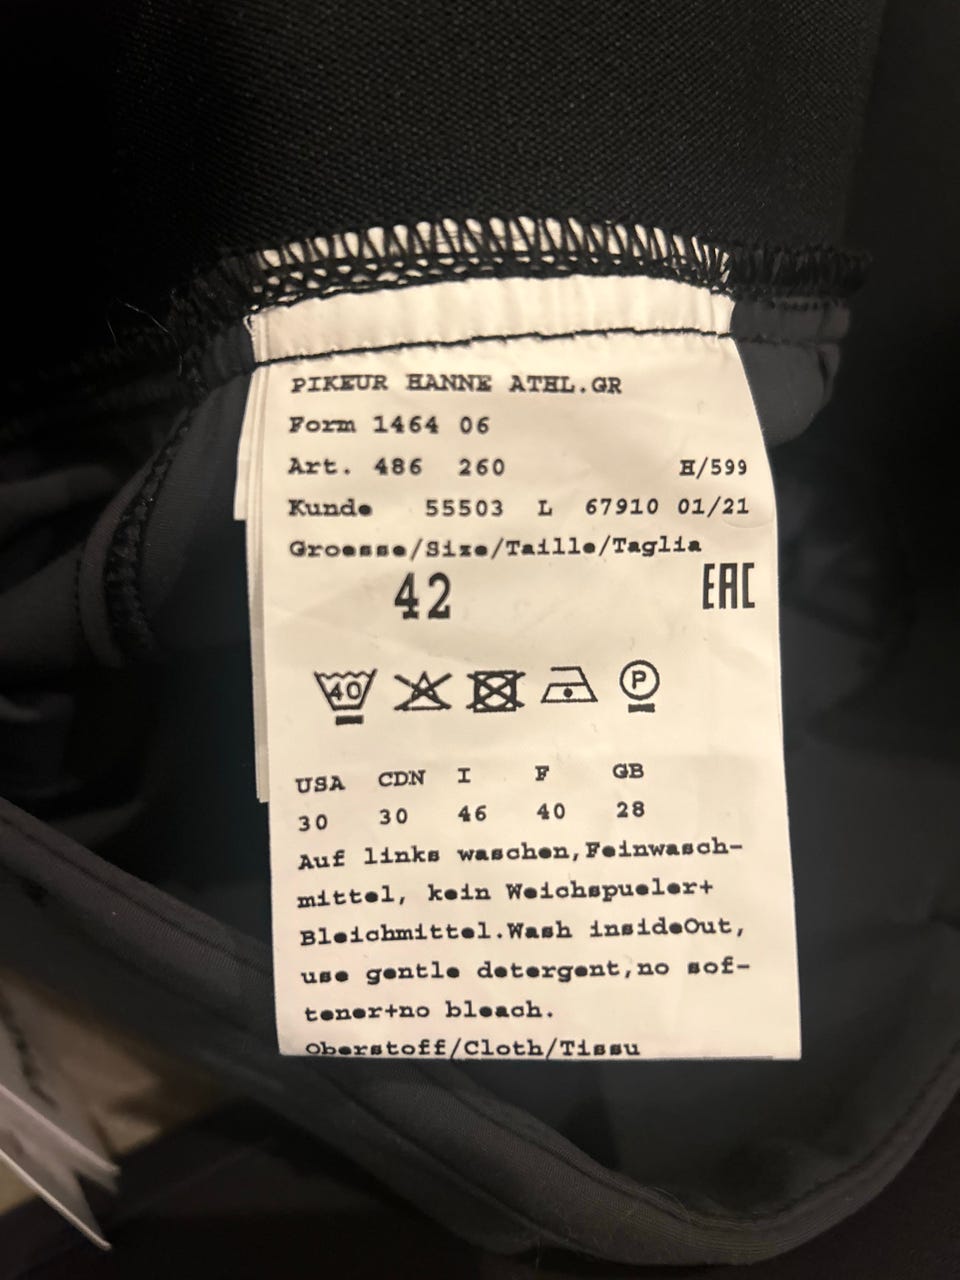 PIKEUR HANNE ATHL.GR
Form 1464 06
Art. 486 260 H/599
Kunde 55503 L 67910 01/21
Groesse/Size/Taille/Taglia
42 EAC
40 P
USA CDN I F GB
30 30 46 40 28
Auf links waschen,Feinwasch-
mittel, kein Weichspueler+
Bleichmittel.Wash insideOut,
use gentle detergent,no sof-
tener+no bleach.
Oberstoff/Cloth/Tissu